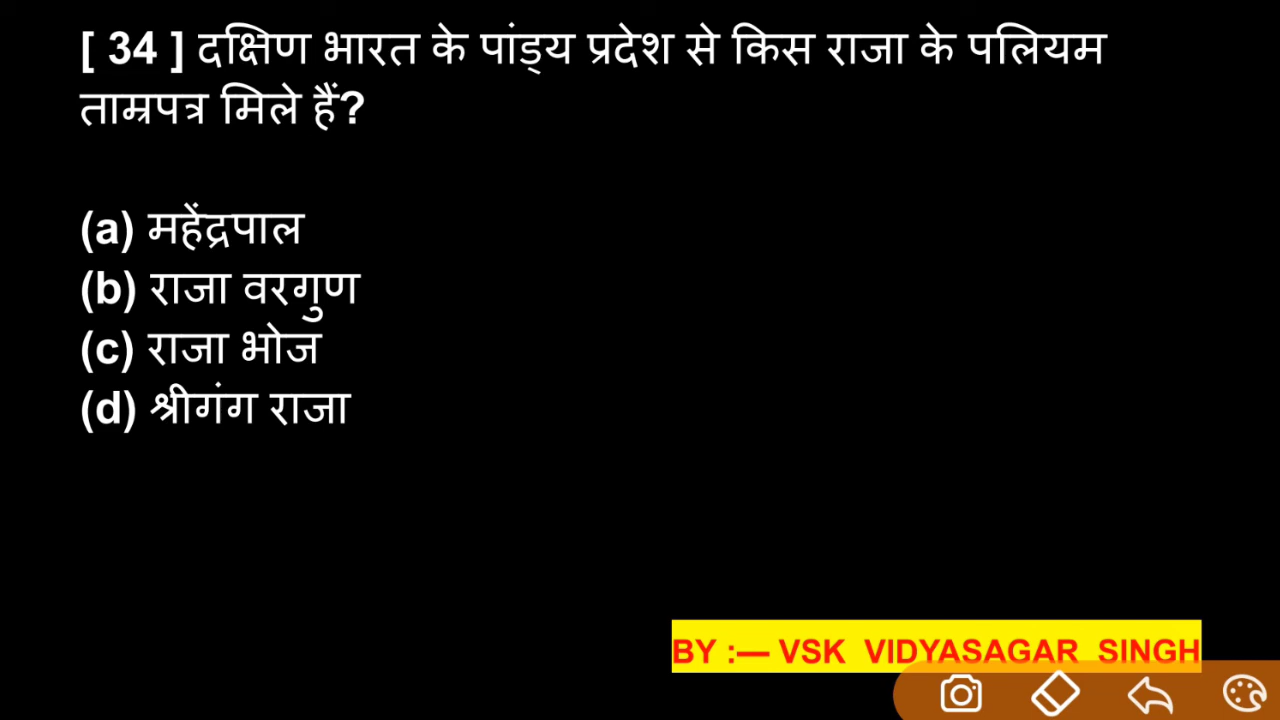 [ 34 ] दक्षिण भारत के पांड्य प्रदेश से किस राजा के पलियम
ताम्रपत्र मिले हैं?
(a) महेंद्रपाल
(b) राजा वरगुण
(c) राजा भोज
(d) श्रीगंग राजा
BY :— VSK VIDYASAGAR SINGH